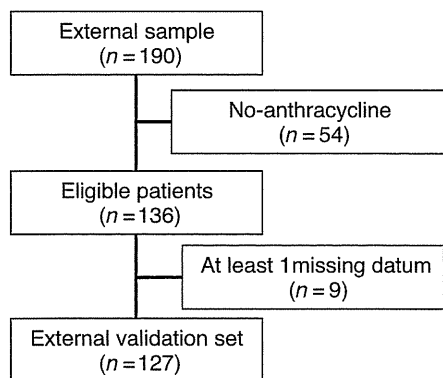 External sample
(n = 190)
No-anthracycline
(n = 54)
Eligible patients
(n = 136)
At least 1missing datum
(n = 9)
External validation set
(n = 127)